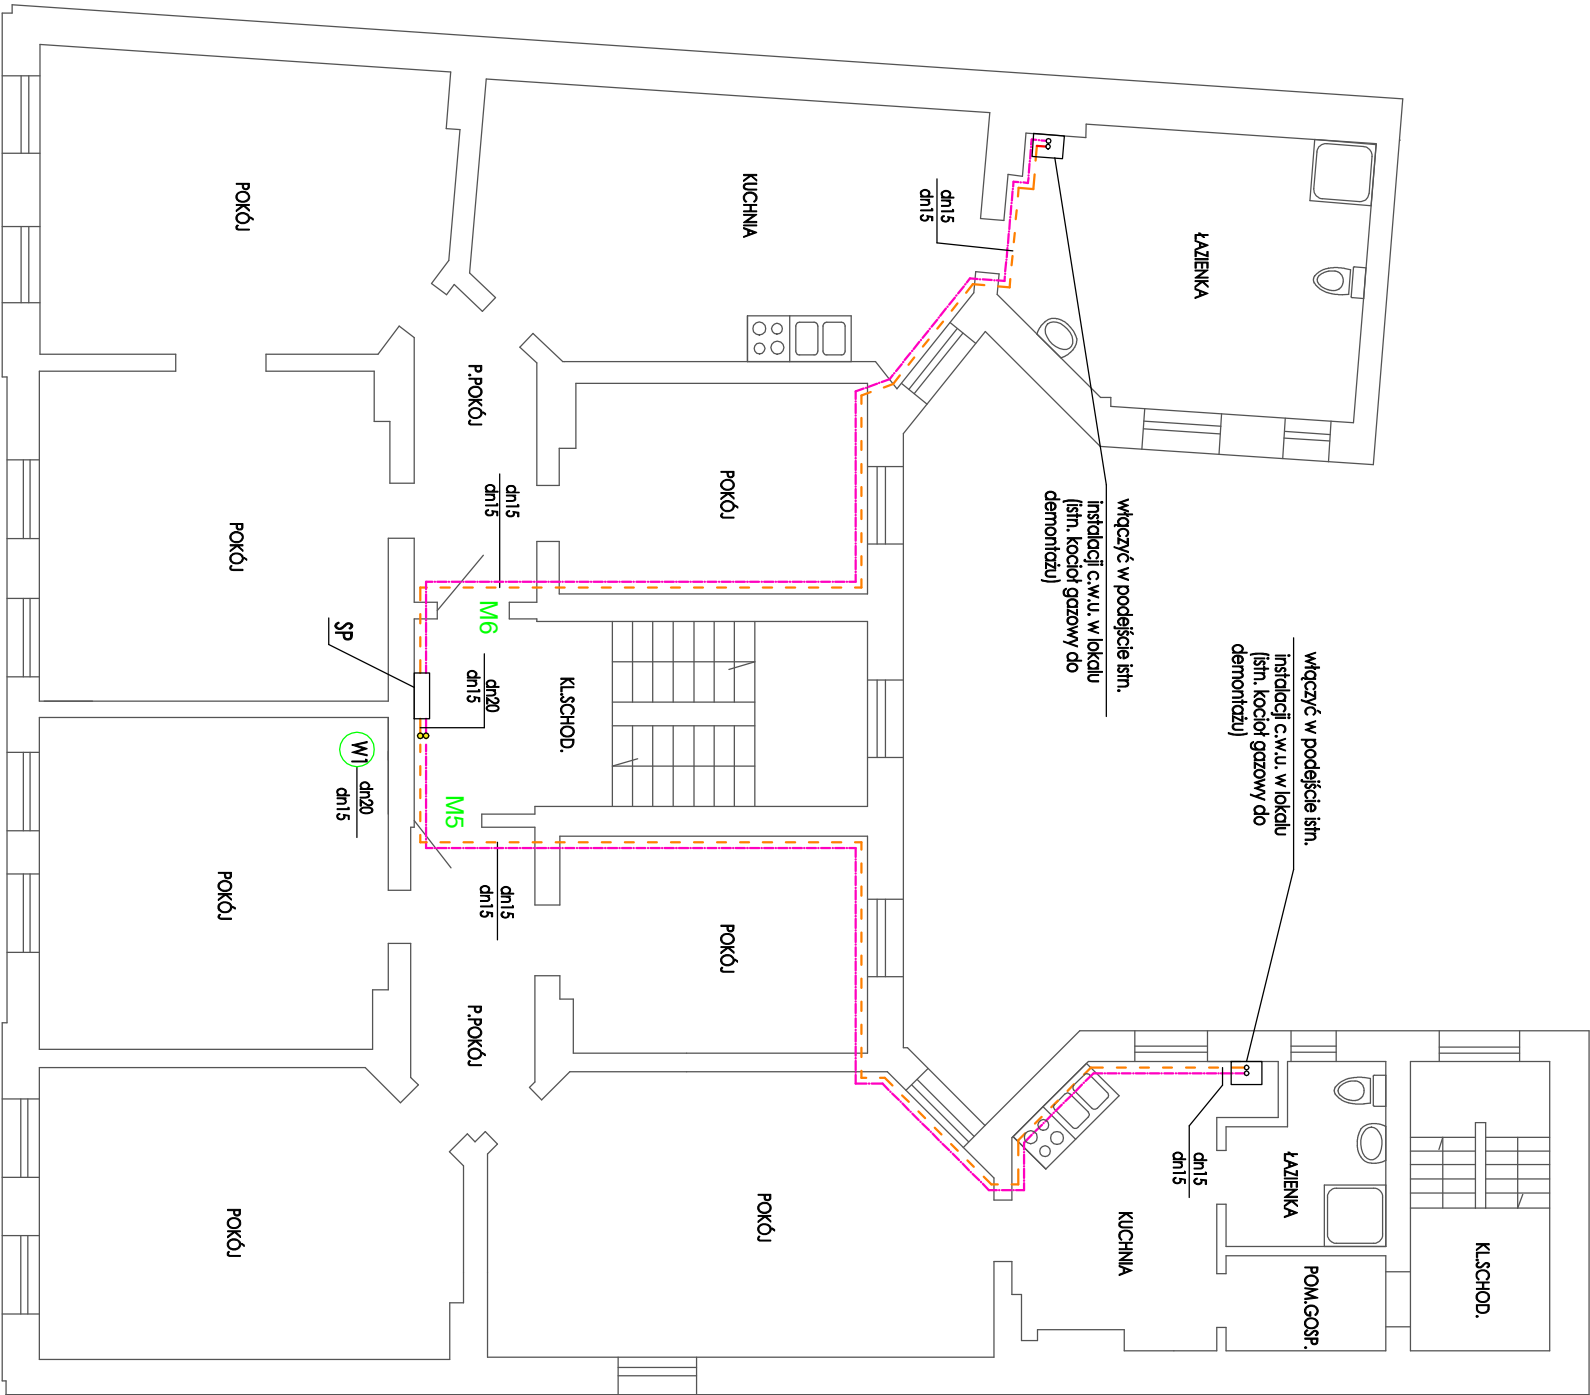 włączyć w podejście istn.
instalacji c.w.u. w lokalu
(istn. kocioł gazowy do
demontażu)
włączyć w podejście istn.
instalacji c.w.u. w lokalu
(istn. kocioł gazowy do
demontażu)
ŁAZIENKA
dn15
dn15
KUCHNIA
POKÓJ
P.POKÓJ
POKÓJ
dn15
dn15
POKÓJ
M6
SP
dn20
dn15
KL.SCHOD.
W1
dn20
dn15
M5
dn15
dn15
POKÓJ
POKÓJ
P.POKÓJ
POKÓJ
POKÓJ
dn15
dn15
ŁAZIENKA
KUCHNIA
POM.GOSP.
KL.SCHOD.